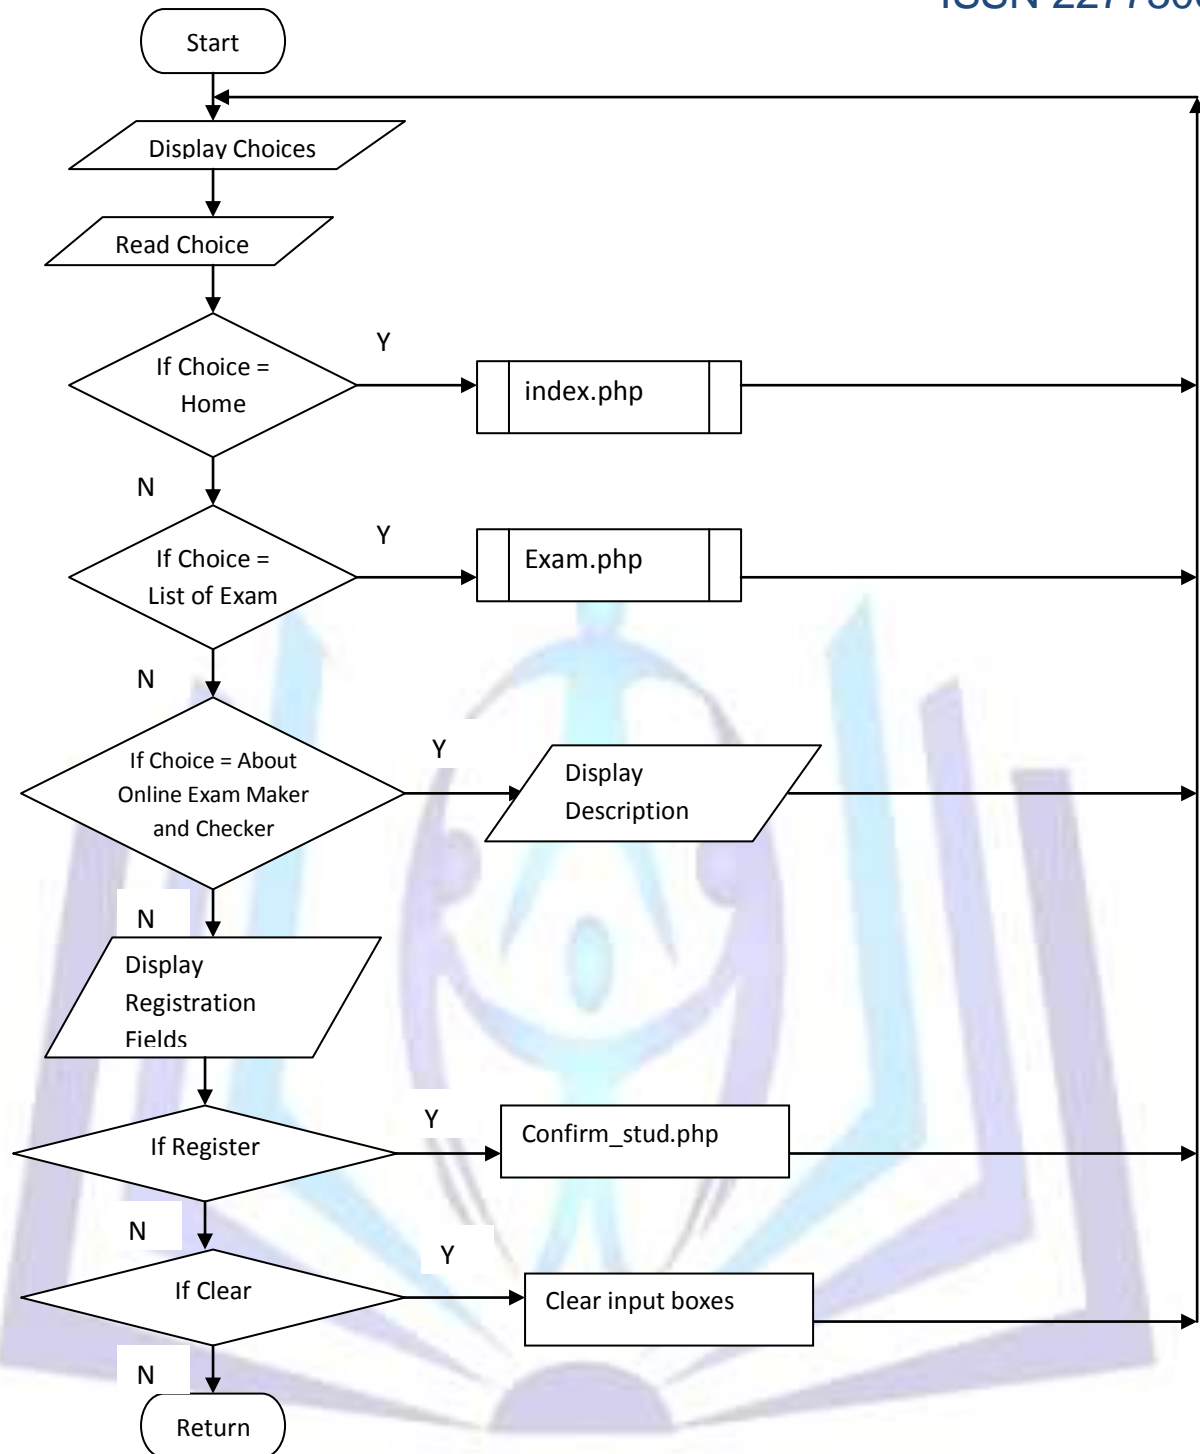 Start
Display Choices
Read Choice
Y
If Choice =
Home
index.php
N
Y
If Choice =
List of Exam
Exam.php
N
Y
If Choice = About
Online Exam Maker
and Checker
Display
Description
N
Display
Registration
Fields
Y
If Register
Confirm_stud.php
N
Y
If Clear
Clear input boxes
N
Return